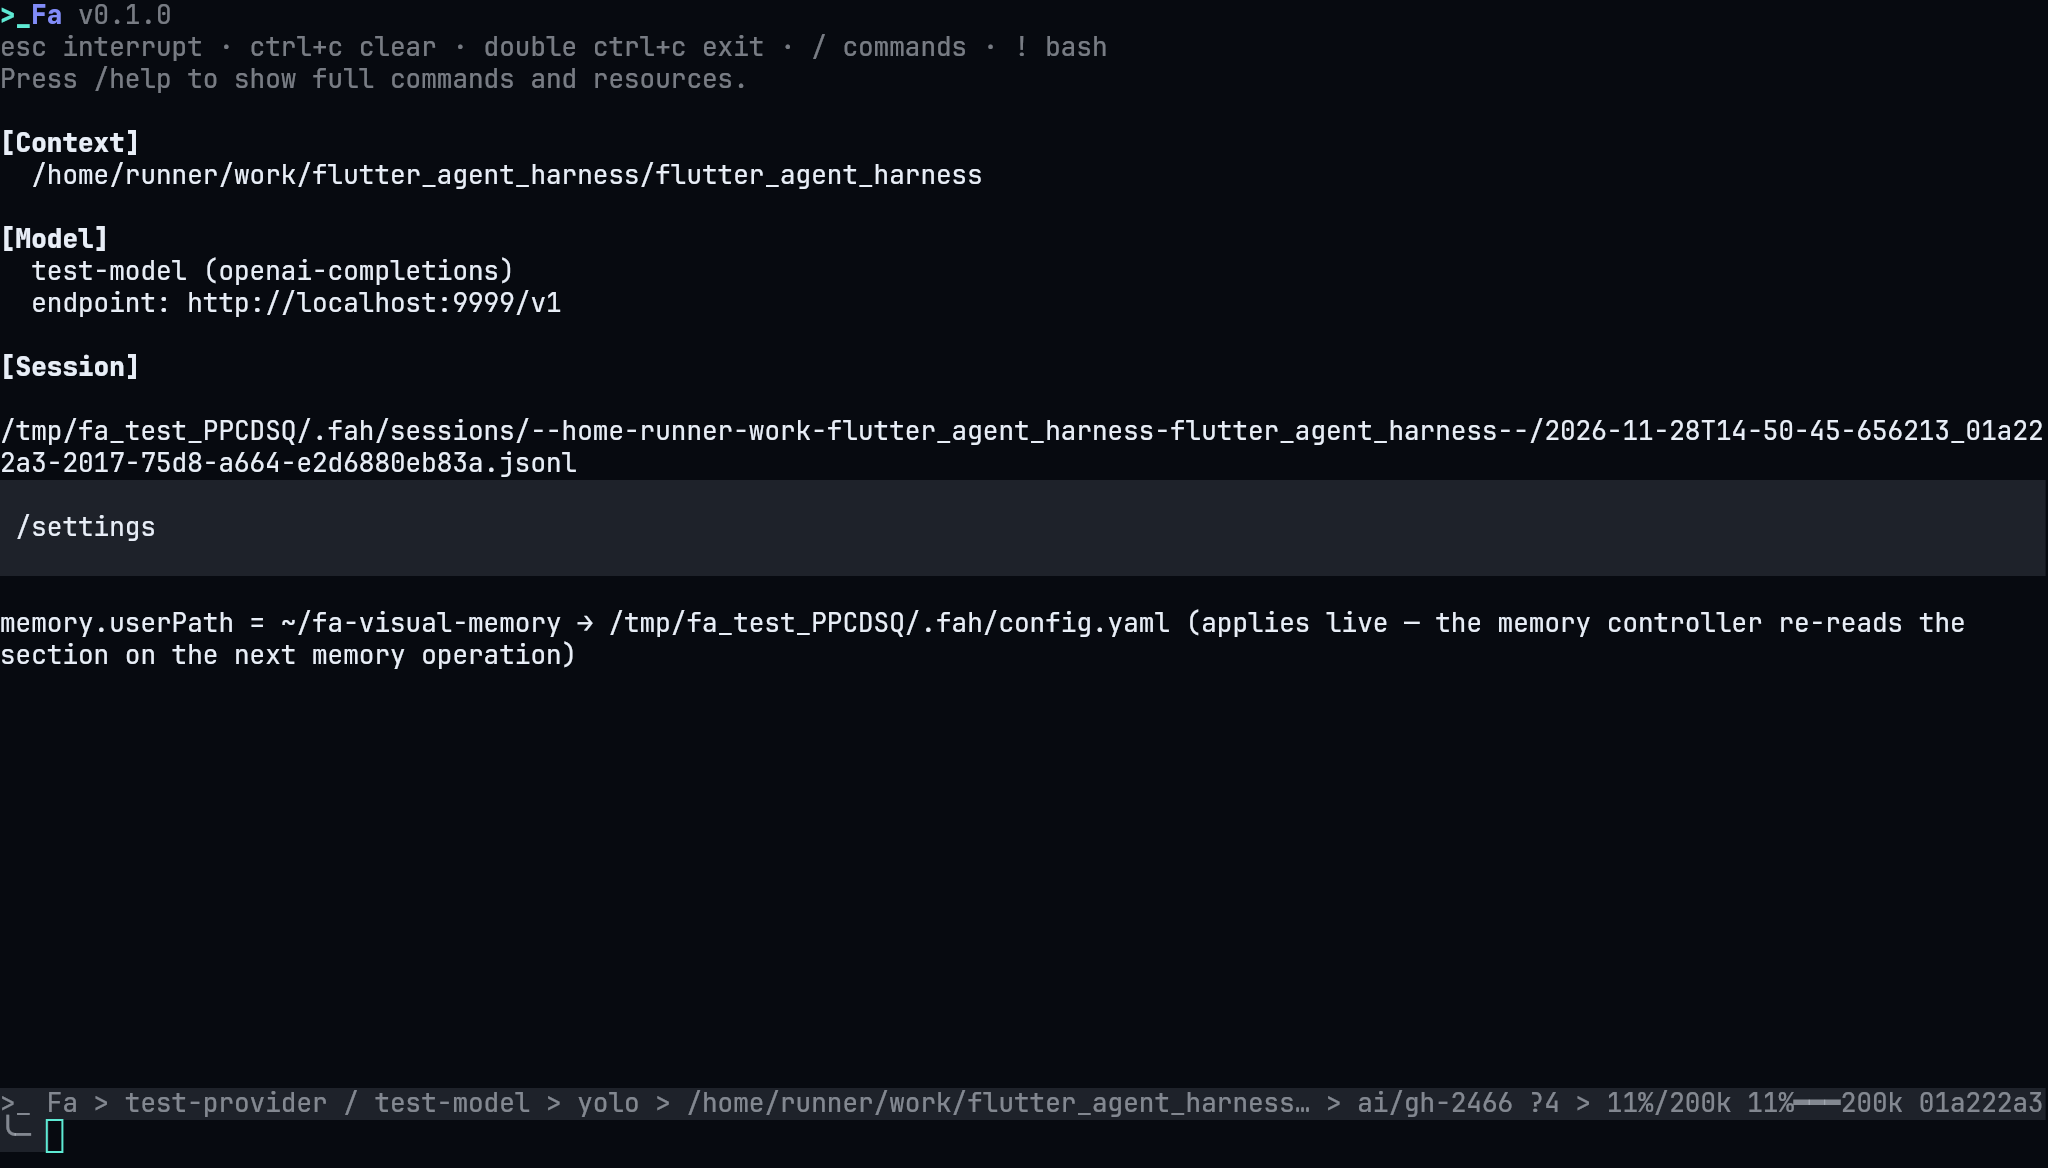 >_Fa v0.1.0
esc interrupt · ctrl+c clear · double ctrl+c exit · / commands · ! bash
Press /help to show full commands and resources.
[Context]
/home/runner/work/flutter_agent_harness/flutter_agent_harness
[Model]
test-model (openai-completions)
endpoint: http://localhost:9999/v1
[Session]
/tmp/fa_test_PPCDSQ/.fah/sessions/--home-runner-work-flutter_agent_harness-flutter_agent_harness--/2026-11-28T14-50-45-656213_01a22
2a3-2017-75d8-a664-e2d6880eb83a.jsonl
/settings
memory.userPath = ~/fa-visual-memory → /tmp/fa_test_PPCDSQ/.fah/config.yaml (applies live — the memory controller re-reads the
section on the next memory operation)
>_ Fa > test-provider / test-model > yolo > /home/runner/work/flutter_agent_harness… > ai/gh-2466 ?4 > 11%/200k 11%━━━200k 01a222a3
╰─